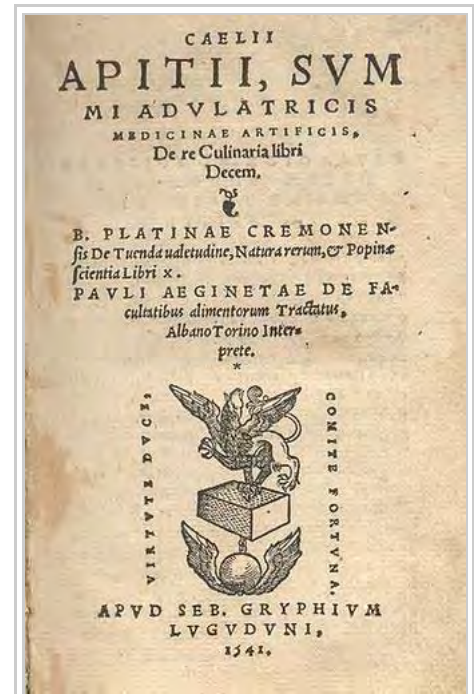 CAELII
APITII, SVM
MI ADVLATRICIS
MEDICINAE ARTIFICIS,
De re Culinaria libri
Decem.
B. PLATINAE CREMONEN-
sis De Tuenda ualetudine, Natura rerum, & Popinæ
scientia Libri x.
PAVLI AEGINETAE DE FA-
cultatibus alimentorum Tractatus,
Albano Torino Inter-
prete.
*
VIRTVTE DVCE,
COMITE FORTVNA.
APVD SEB. GRYPHIVM
LVGVDVNI,
1541.